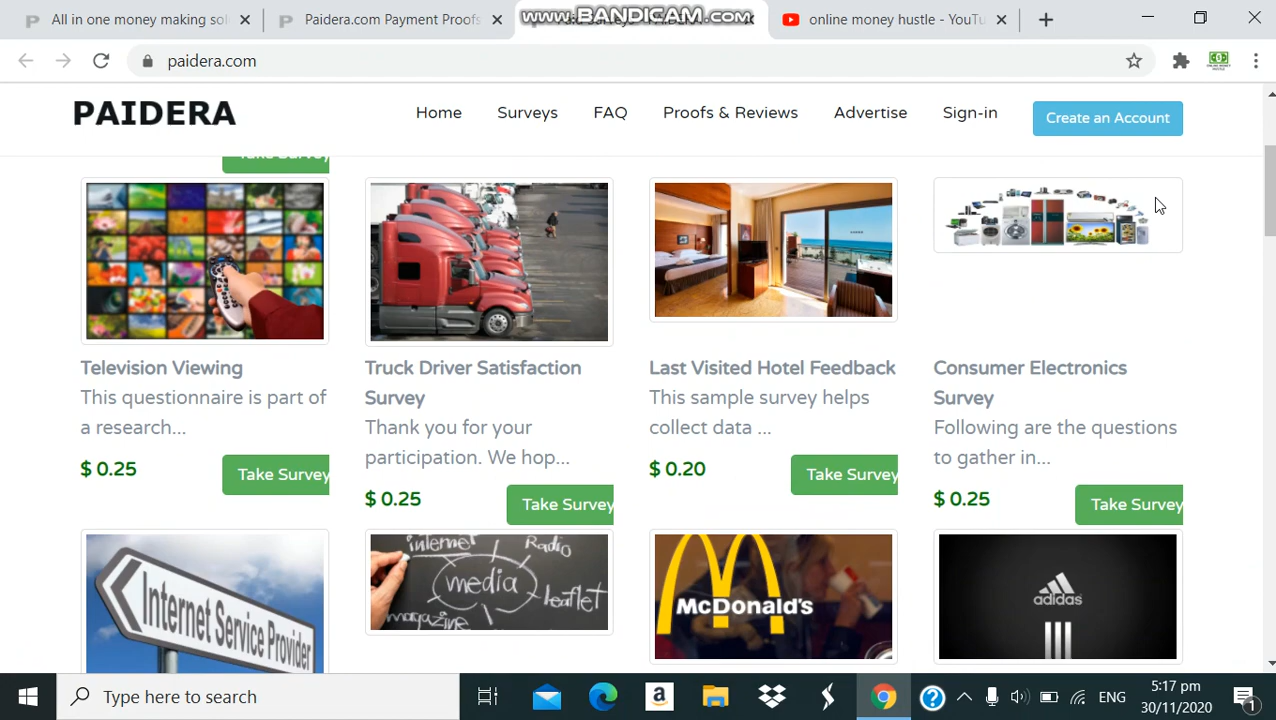 All in one money making sol
Paidera.com Payment Proofs
www.BANDICAM.com
online money hustle - YouTu
paidera.com
PAIDERA
Home
Surveys
FAQ
Proofs & Reviews
Advertise
Sign-in
Create an Account
Take Survey
Television Viewing
This questionnaire is part of
a research...
$ 0.25
Take Survey
Truck Driver Satisfaction
Survey
Thank you for your
participation. We hop...
$ 0.25
Take Survey
Last Visited Hotel Feedback
This sample survey helps
collect data ...
$ 0.20
Take Survey
Consumer Electronics
Survey
Following are the questions
to gather in...
$ 0.25
Take Survey
Internet Service Provider
internet
Radio
media
leaflet
magazine
McDonald's
adidas
Type here to search
ENG
5:17 pm
30/11/2020
1